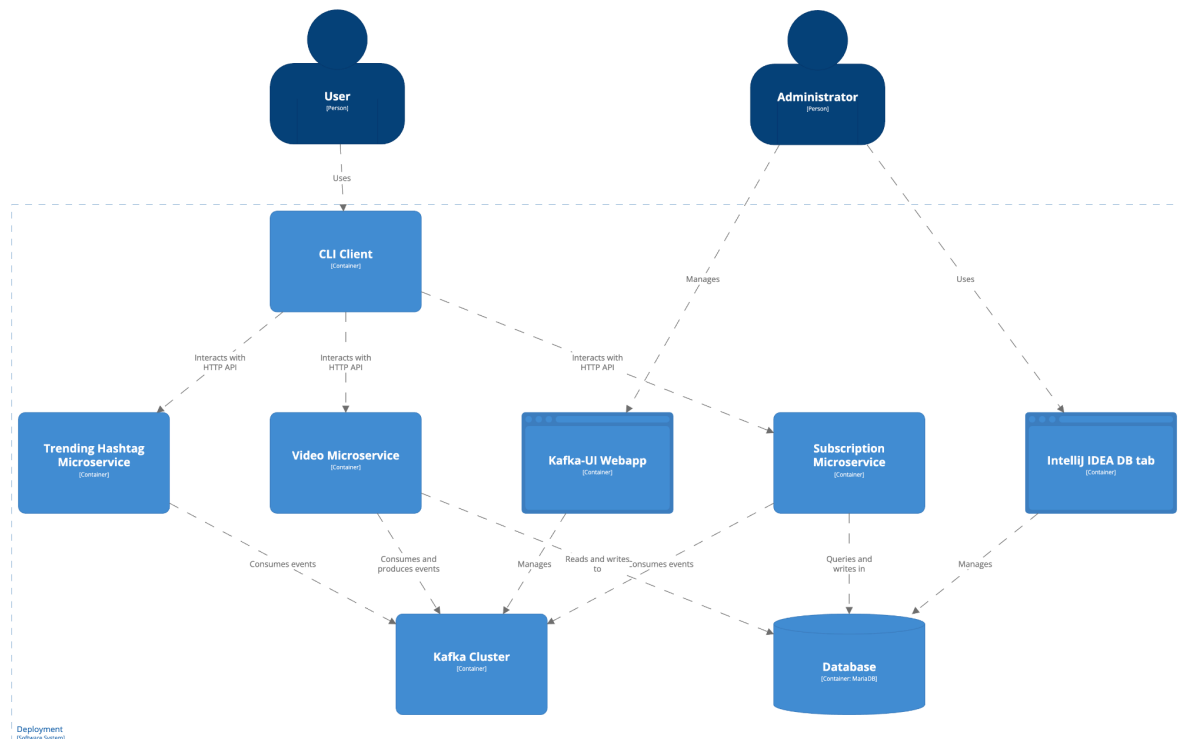 User
[Person]
Administrator
[Person]
Uses
CLI Client
[Container]
Manages
Uses
Interacts with
HTTP API
Interacts with
HTTP API
Interacts with
HTTP API
Trending Hashtag
Microservice
[Container]
Video Microservice
[Container]
Kafka-UI Webapp
[Container]
Subscription
Microservice
[Container]
IntelliJ IDEA DB tab
[Container]
Consumes events
Consumes and
produces events
Manages
Reads and writes
to
Consumes events
Queries and
writes in
Manages
Kafka Cluster
[Container]
Database
[Container: MariaDB]
Deployment
[Software System]